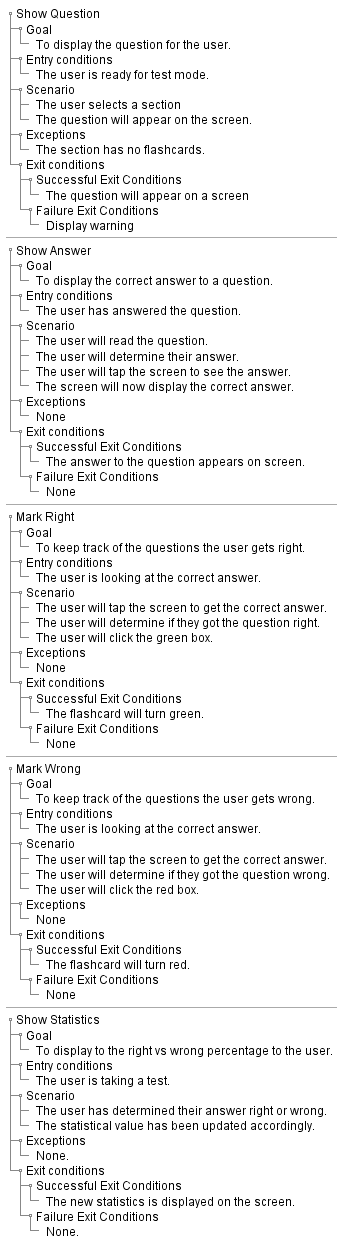 Show Question
Goal
To display the question for the user.
Entry conditions
The user is ready for test mode.
Scenario
The user selects a section
The question will appear on the screen.
Exceptions
The section has no flashcards.
Exit conditions
Successful Exit Conditions
The question will appear on a screen
Failure Exit Conditions
Display warning
Show Answer
Goal
To display the correct answer to a question.
Entry conditions
The user has answered the question.
Scenario
The user will read the question.
The user will determine their answer.
The user will tap the screen to see the answer.
The screen will now display the correct answer.
Exceptions
None
Exit conditions
Successful Exit Conditions
The answer to the question appears on screen.
Failure Exit Conditions
None
Mark Right
Goal
To keep track of the questions the user gets right.
Entry conditions
The user is looking at the correct answer.
Scenario
The user will tap the screen to get the correct answer.
The user will determine if they got the question right.
The user will click the green box.
Exceptions
None
Exit conditions
Successful Exit Conditions
The flashcard will turn green.
Failure Exit Conditions
None
Mark Wrong
Goal
To keep track of the questions the user gets wrong.
Entry conditions
The user is looking at the correct answer.
Scenario
The user will tap the screen to get the correct answer.
The user will determine if they got the question wrong.
The user will click the red box.
Exceptions
None
Exit conditions
Successful Exit Conditions
The flashcard will turn red.
Failure Exit Conditions
None
Show Statistics
Goal
To display to the right vs wrong percentage to the user.
Entry conditions
The user is taking a test.
Scenario
The user has determined their answer right or wrong.
The statistical value has been updated accordingly.
Exceptions
None.
Exit conditions
Successful Exit Conditions
The new statistics is displayed on the screen.
Failure Exit Conditions
None.